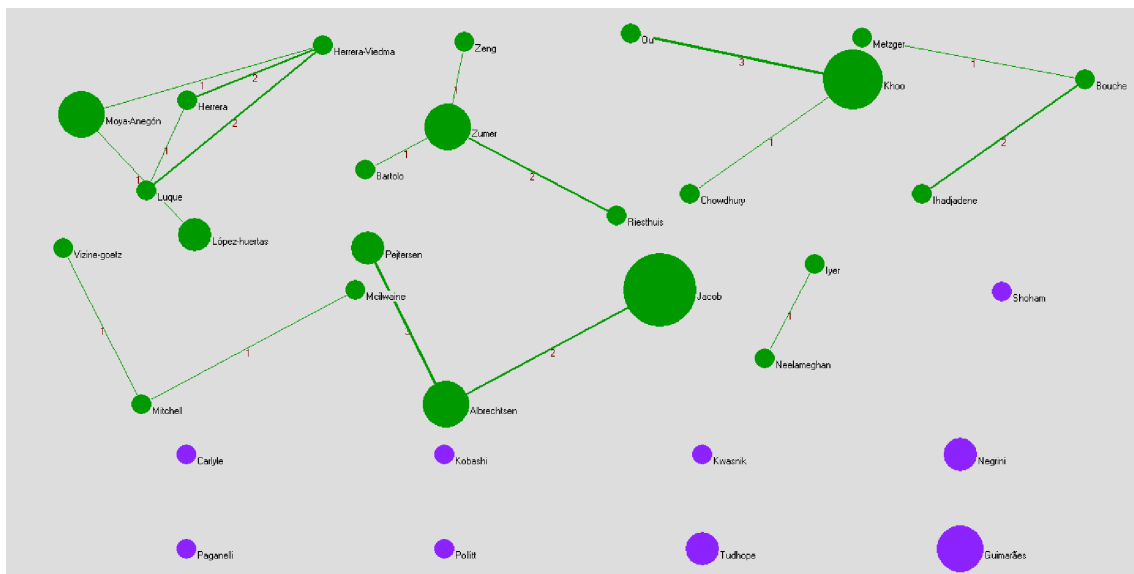 Ou
Metzger
Herrera-Viedma
Zeng
3
1
1
2
Khoo
Bouche
1
Herrera
Moya-Anegón
2
Zumer
1
1
1
2
1
2
Luque
Bartolo
Chowdhury
Ihadjadene
Riesthuis
López-huertas
Vizine-goetz
Pejtersen
Iyer
Mcilwaine
Jacob
Shoham
1
3
1
1
2
Neelameghan
Mitchell
Albrechtsen
Carlyle
Kobashi
Kwasnik
Negrini
Paganelli
Pollitt
Tudhope
Guimarães